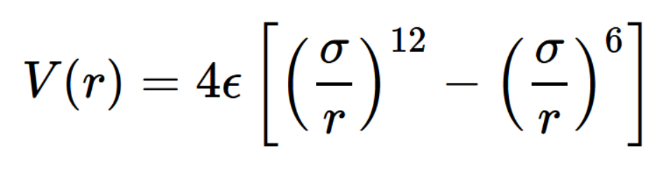 V(r) = 4ϵ [ (σ/r)^12 − (σ/r)^6 ]